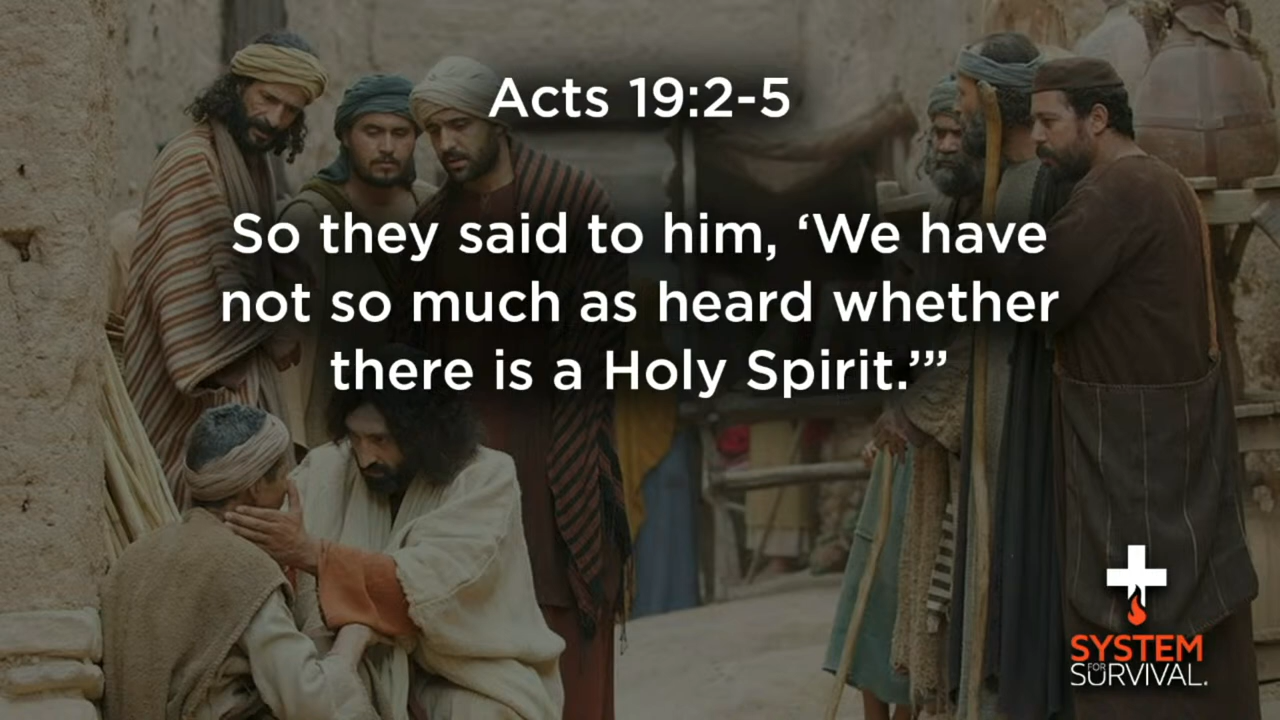 Acts 19:2-5
So they said to him, ‘We have
not so much as heard whether
there is a Holy Spirit.’”
SYSTEM
FOR
SURVIVAL.